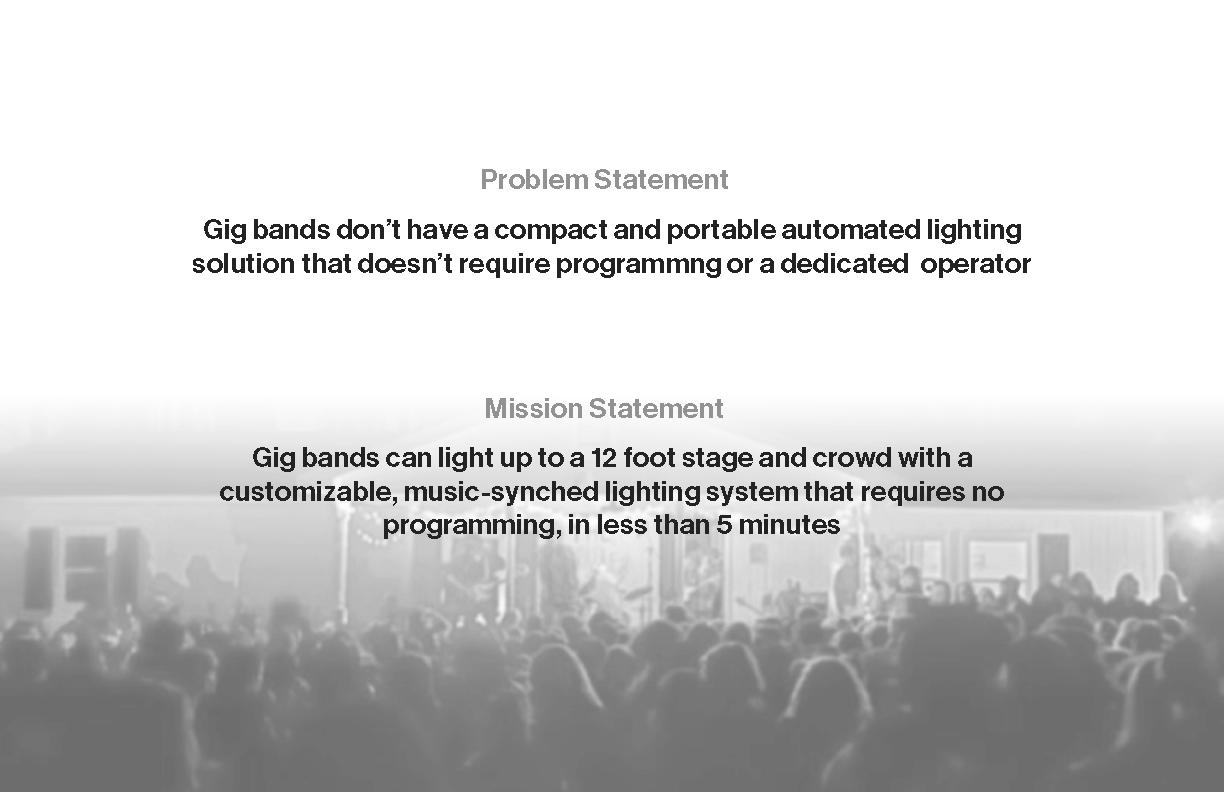 Problem Statement
Gig bands don’t have a compact and portable automated lighting
solution that doesn’t require programmng or a dedicated  operator
Mission Statement
Gig bands can light up to a 12 foot stage and crowd with a
customizable, music-synched lighting system that requires no
programming, in less than 5 minutes